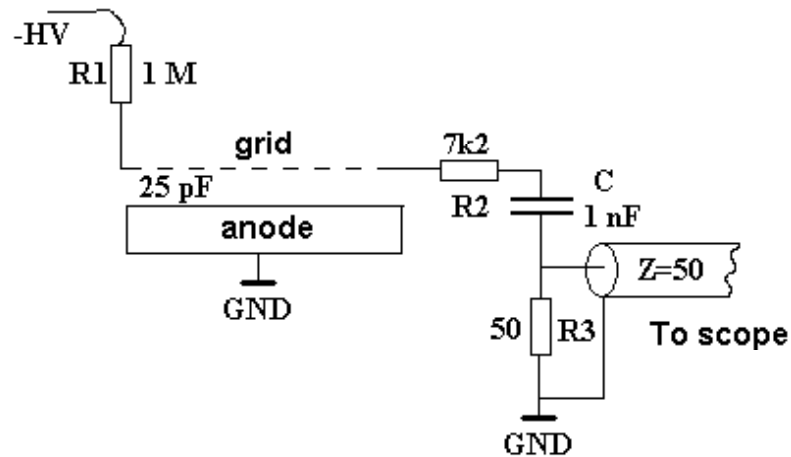 -HV
R1 1 M
grid
7k2
25 pF
R2
C
1 nF
anode
Z=50
GND
50 R3
To scope
GND